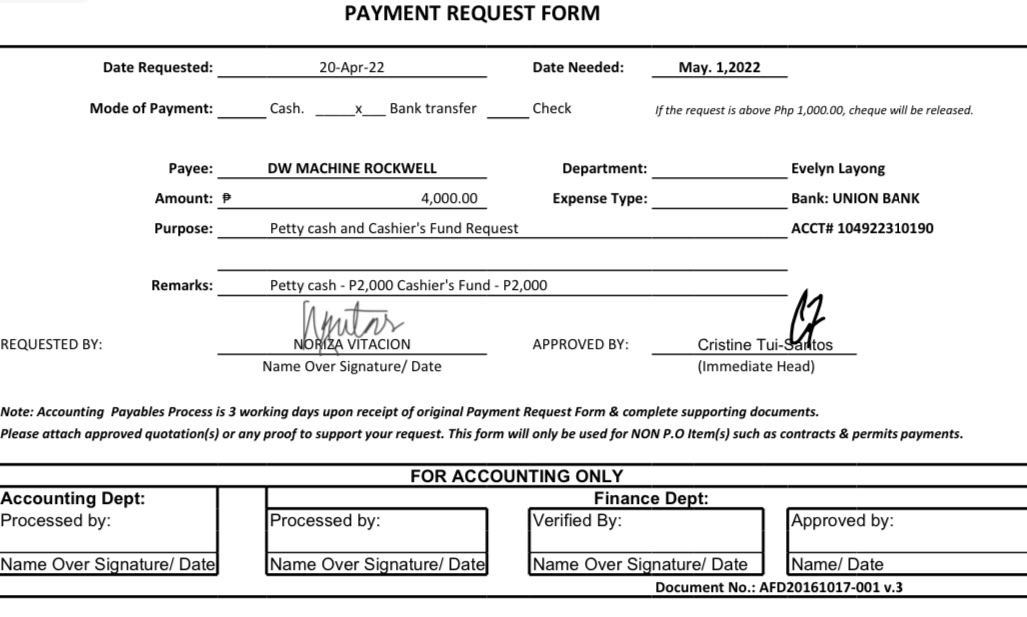 PAYMENT REQUEST FORM
Date Requested: 20-Apr-22 Date Needed: May. 1,2022
Mode of Payment: ______ Cash. _____x___ Bank transfer ______ Check If the request is above Php 1,000.00, cheque will be released.
Payee: DW MACHINE ROCKWELL Department: Evelyn Layong
Amount: ₱ 4,000.00 Expense Type: Bank: UNION BANK
Purpose: Petty cash and Cashier's Fund Request ACCT# 104922310190
Remarks: Petty cash - P2,000 Cashier's Fund - P2,000
REQUESTED BY: NORIZA VITACION APPROVED BY: Cristine Tui-Santos
Name Over Signature/ Date (Immediate Head)
Note: Accounting Payables Process is 3 working days upon receipt of original Payment Request Form & complete supporting documents.
Please attach approved quotation(s) or any proof to support your request. This form will only be used for NON P.O Item(s) such as contracts & permits payments.
FOR ACCOUNTING ONLY
Accounting Dept: Finance Dept:
Processed by: Processed by: Verified By: Approved by:
Name Over Signature/ Date Name Over Signature/ Date Name Over Signature/ Date Name/ Date
Document No.: AFD20161017-001 v.3